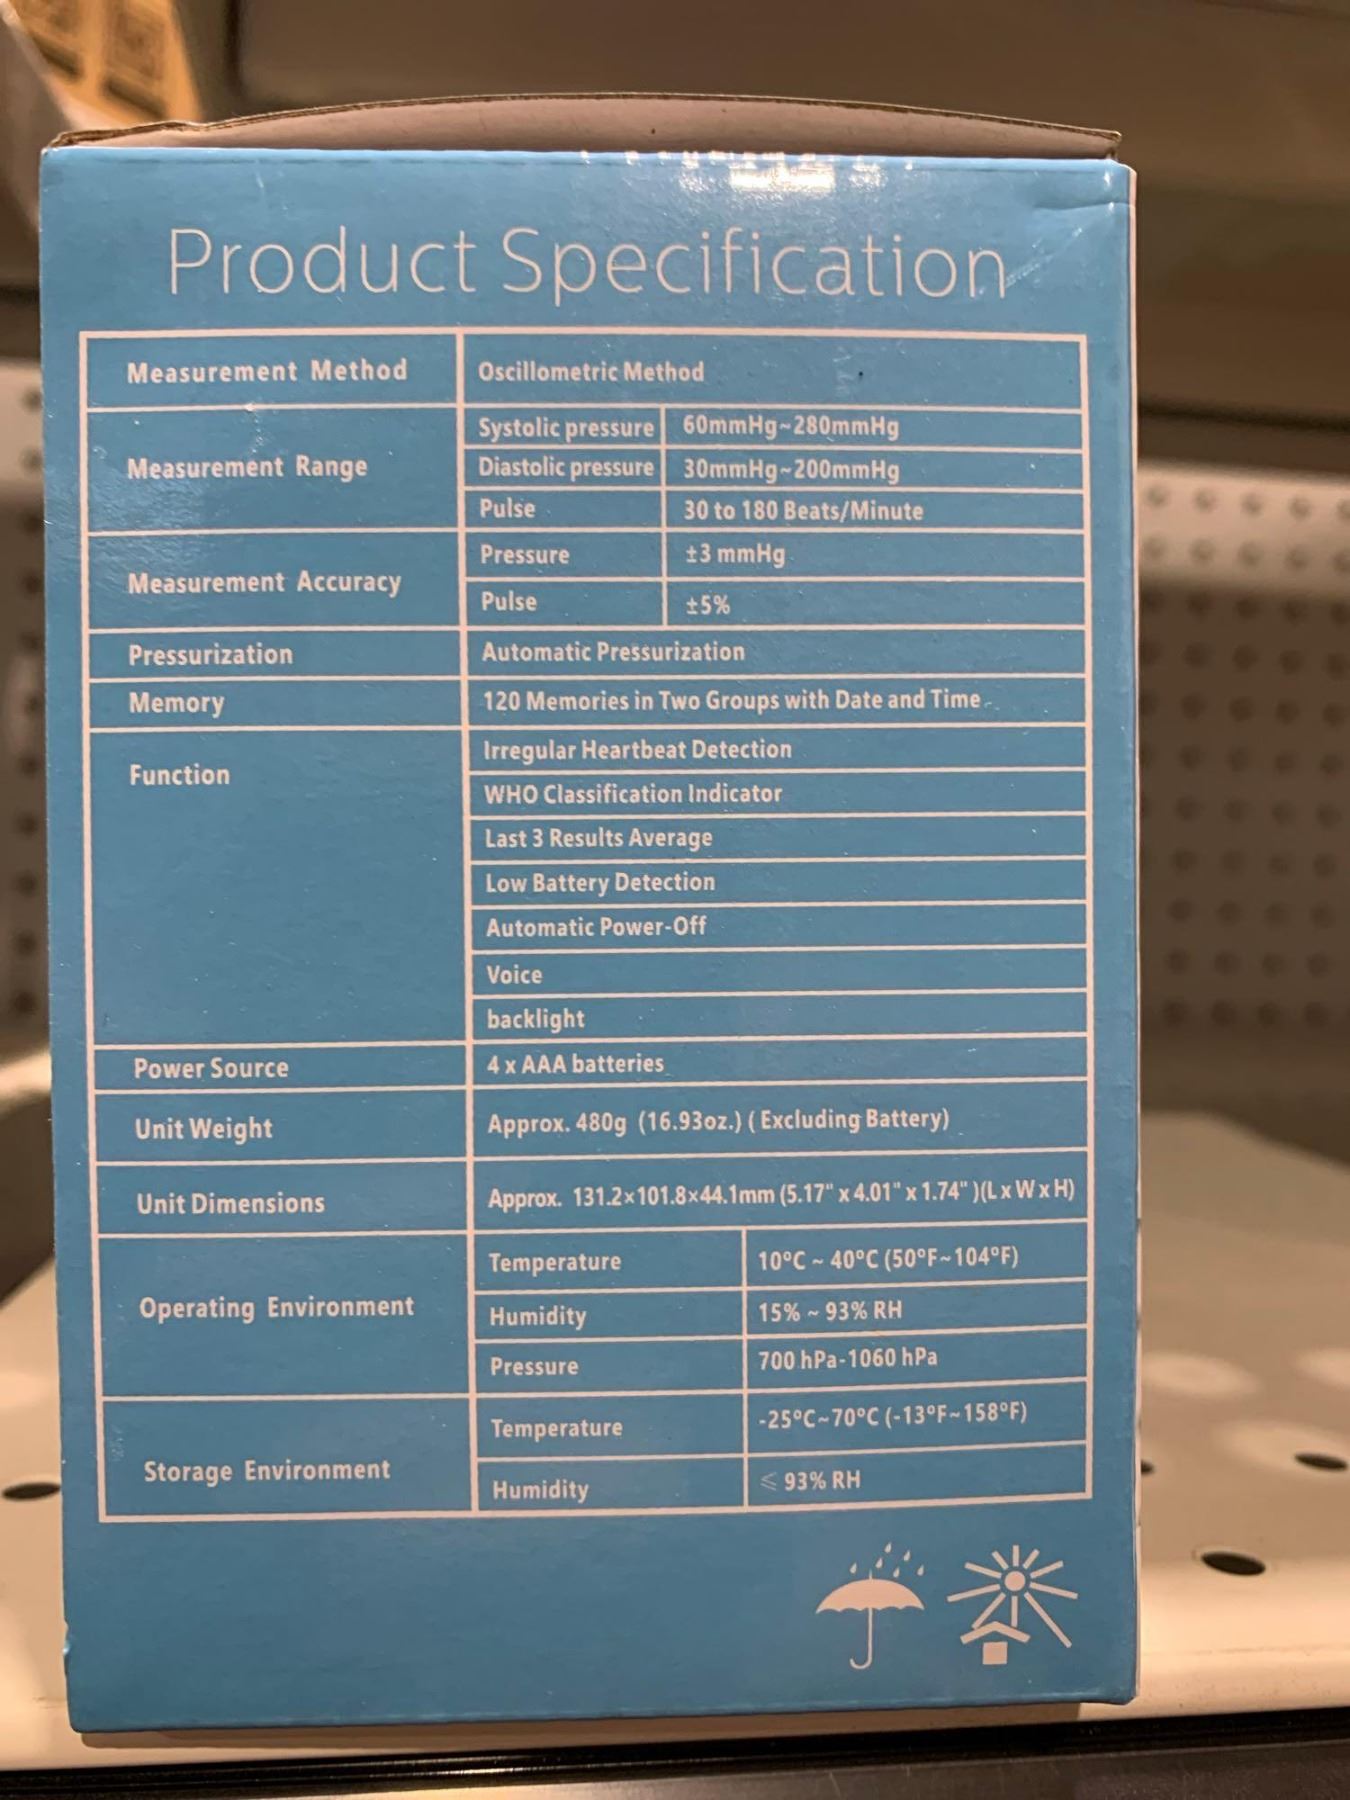 Product Specification
Measurement Method Oscillometric Method
Measurement Range
Systolic pressure 60mmHg~280mmHg
Diastolic pressure 30mmHg~200mmHg
Pulse 30 to 180 Beats/Minute
Measurement Accuracy
Pressure ±3 mmHg
Pulse ±5%
Pressurization Automatic Pressurization
Memory 120 Memories in Two Groups with Date and Time
Function
Irregular Heartbeat Detection
WHO Classification Indicator
Last 3 Results Average
Low Battery Detection
Automatic Power-Off
Voice
backlight
Power Source 4 x AAA batteries
Unit Weight Approx. 480g (16.93oz.) ( Excluding Battery)
Unit Dimensions Approx. 131.2×101.8×44.1mm (5.17" x 4.01" x 1.74" )(L x W x H)
Operating Environment
Temperature 10°C ~ 40°C (50°F~104°F)
Humidity 15% ~ 93% RH
Pressure 700 hPa-1060 hPa
Storage Environment
Temperature -25°C~70°C (-13°F~158°F)
Humidity ≤ 93% RH